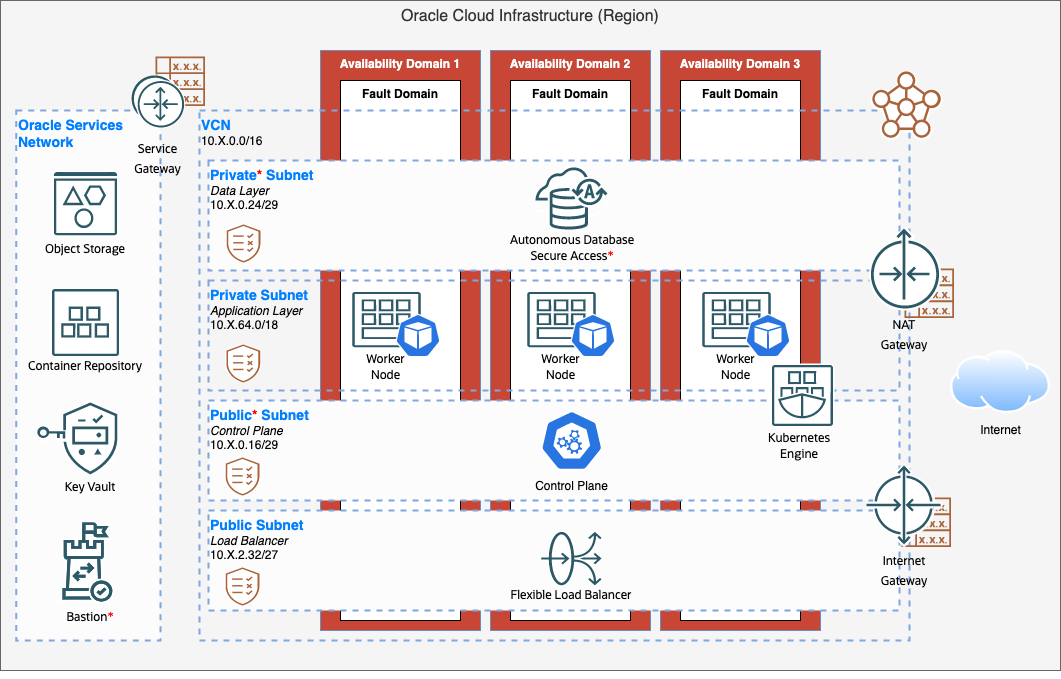 Oracle Cloud Infrastructure (Region)
Availability Domain 1
Availability Domain 2
Availability Domain 3
Fault Domain
Fault Domain
Fault Domain
x.x.x.
x.x.x.
x.x.x.
Service
Gateway
Oracle Services
Network
Object Storage
Container Repository
Key Vault
Bastion*
VCN
10.X.0.0/16
Private* Subnet
Data Layer
10.X.0.24/29
A
Autonomous Database
Secure Access*
Private Subnet
Application Layer
10.X.64.0/18
Worker
Node
Worker
Node
Worker
Node
Kubernetes
Engine
Public* Subnet
Control Plane
10.X.0.16/29
Control Plane
Public Subnet
Load Balancer
10.X.2.32/27
Flexible Load Balancer
x.
x.x.
x.x.x.
NAT
Gateway
Internet
x.
x.x.
x.x.x.
Internet
Gateway